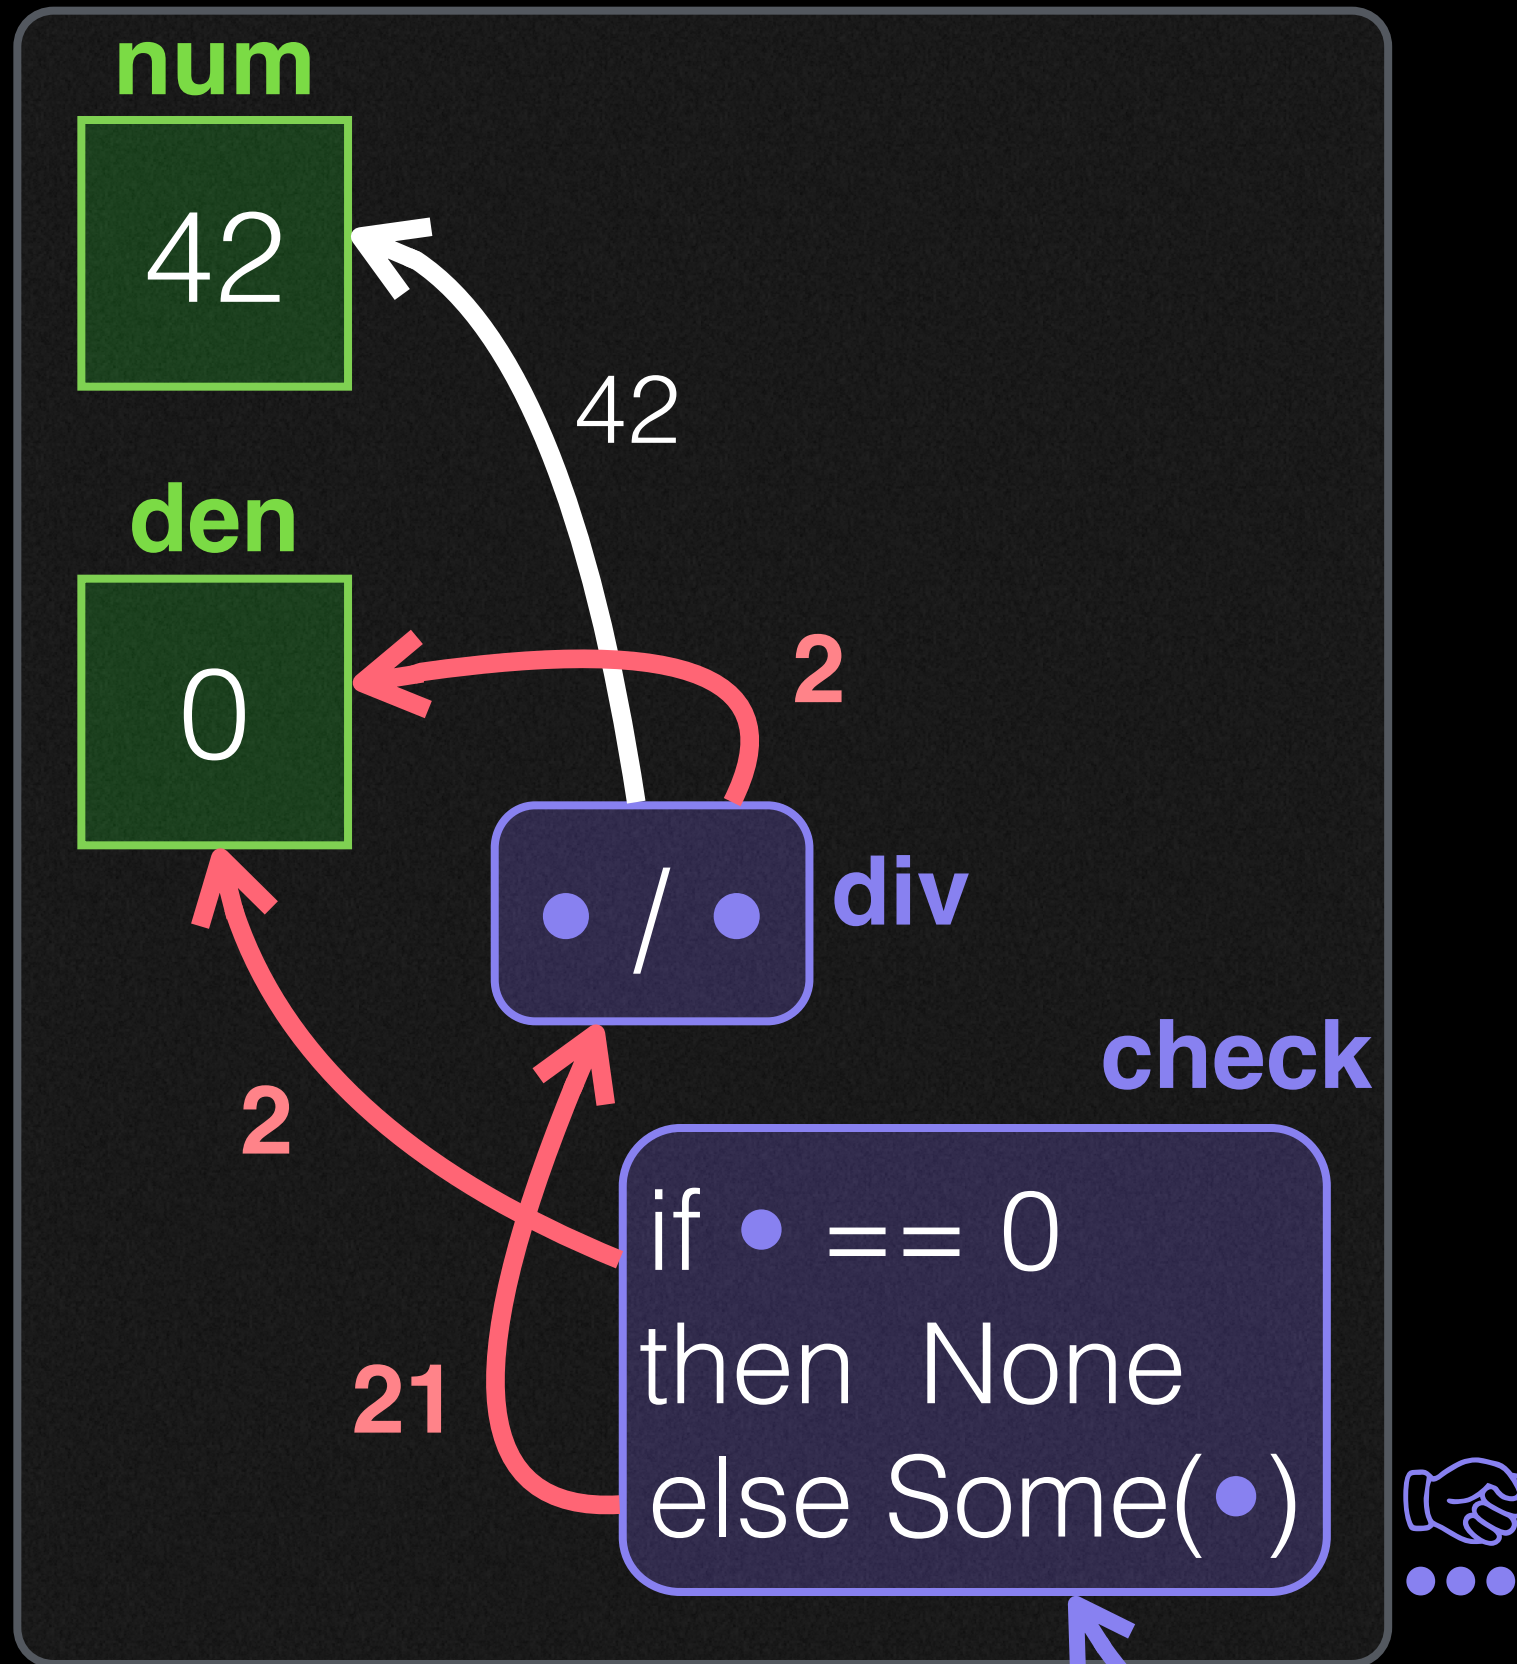 num
42
42
den
0
2
• / •
div
check
2
if • == 0
then None
21
else Some(•)